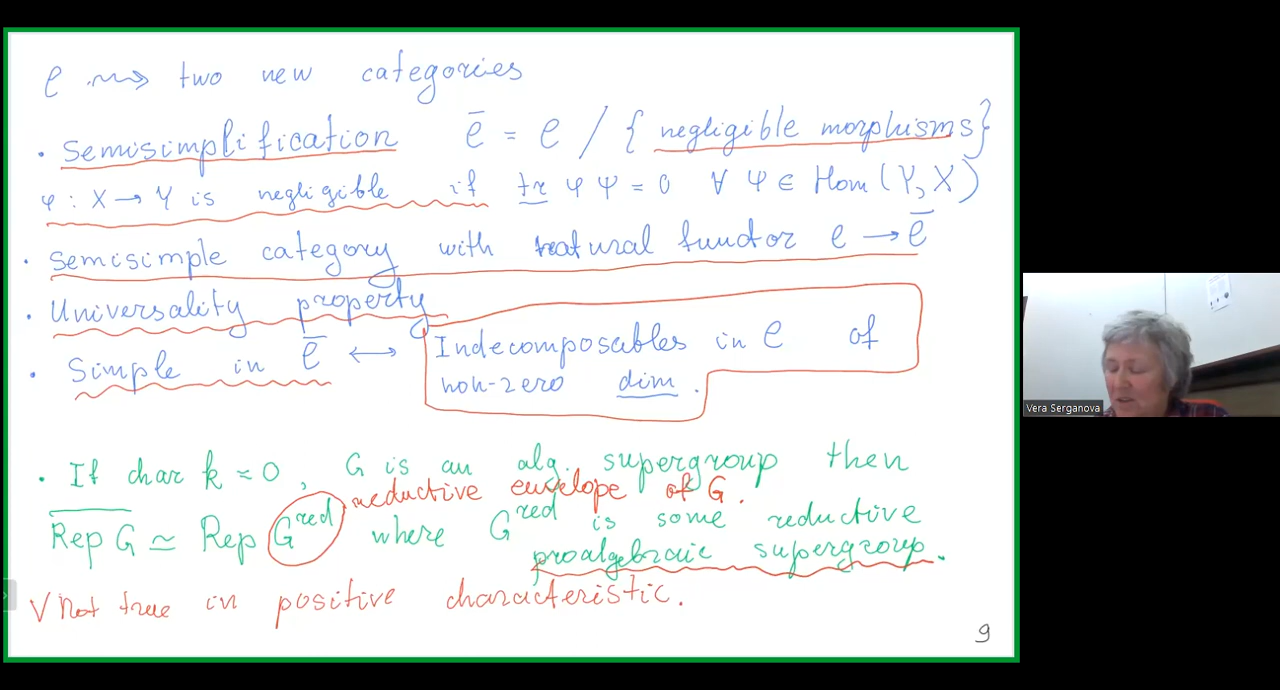 C ⇝ two new categories
· Semisimplification C̄ = C / { negligible morphisms }
φ : X → Y is negligible if tr φ ψ = 0 ∀ ψ ∈ Hom (Y, X)
· Semisimple category with natural functor C → C̄
· Universality property
· Simple in C̄ ↔ Indecomposables in C of
non-zero dim.
· If char k = 0, G is an alg. supergroup then
reductive envelope of G.
Rep G ≃ Rep G^red where G^red is some reductive
proalgebraic supergroup.
Not true in positive characteristic.
9
Vera Serganova